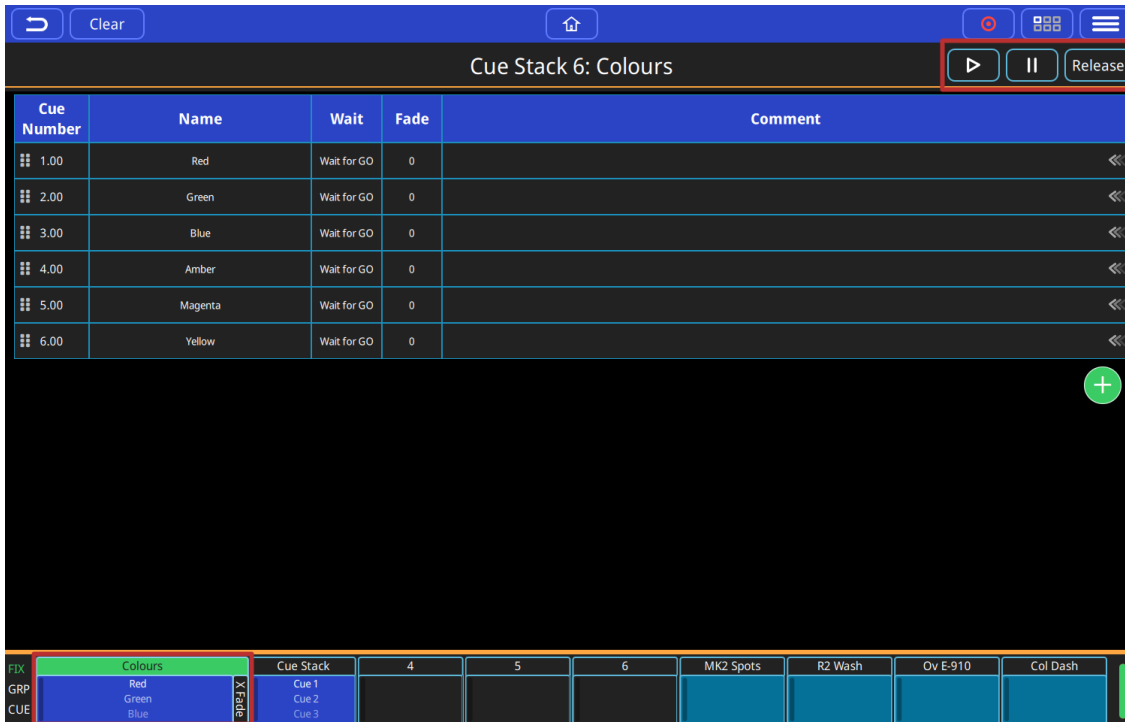 Clear
Cue Stack 6: Colours
Release
Cue Number Name Wait Fade Comment
1.00 Red Wait for GO 0
2.00 Green Wait for GO 0
3.00 Blue Wait for GO 0
4.00 Amber Wait for GO 0
5.00 Magenta Wait for GO 0
6.00 Yellow Wait for GO 0
FIX Colours Cue Stack 4 5 6 MK2 Spots R2 Wash Ov E-910 Col Dash
GRP Red X Fade Cue 1
Green Cue 2
CUE Blue Cue 3